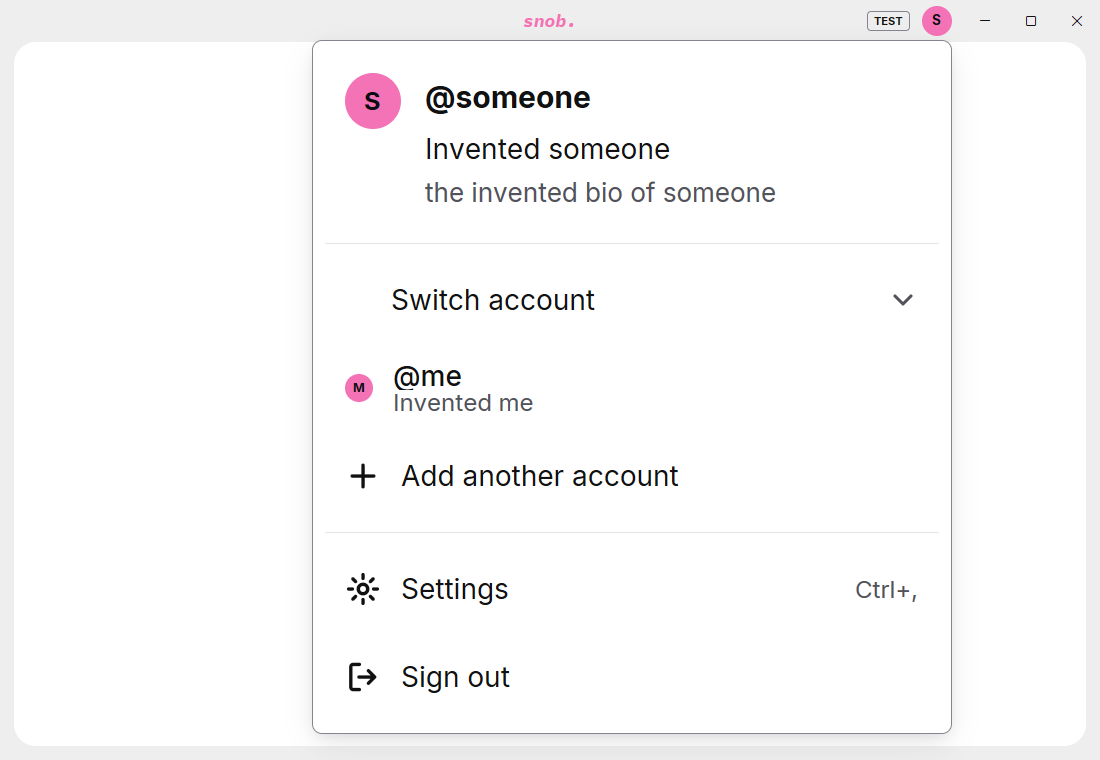 snob.
TEST
S
S
@someone
Invented someone
the invented bio of someone
Switch account
M
@me
Invented me
Add another account
Settings
Ctrl+,
Sign out